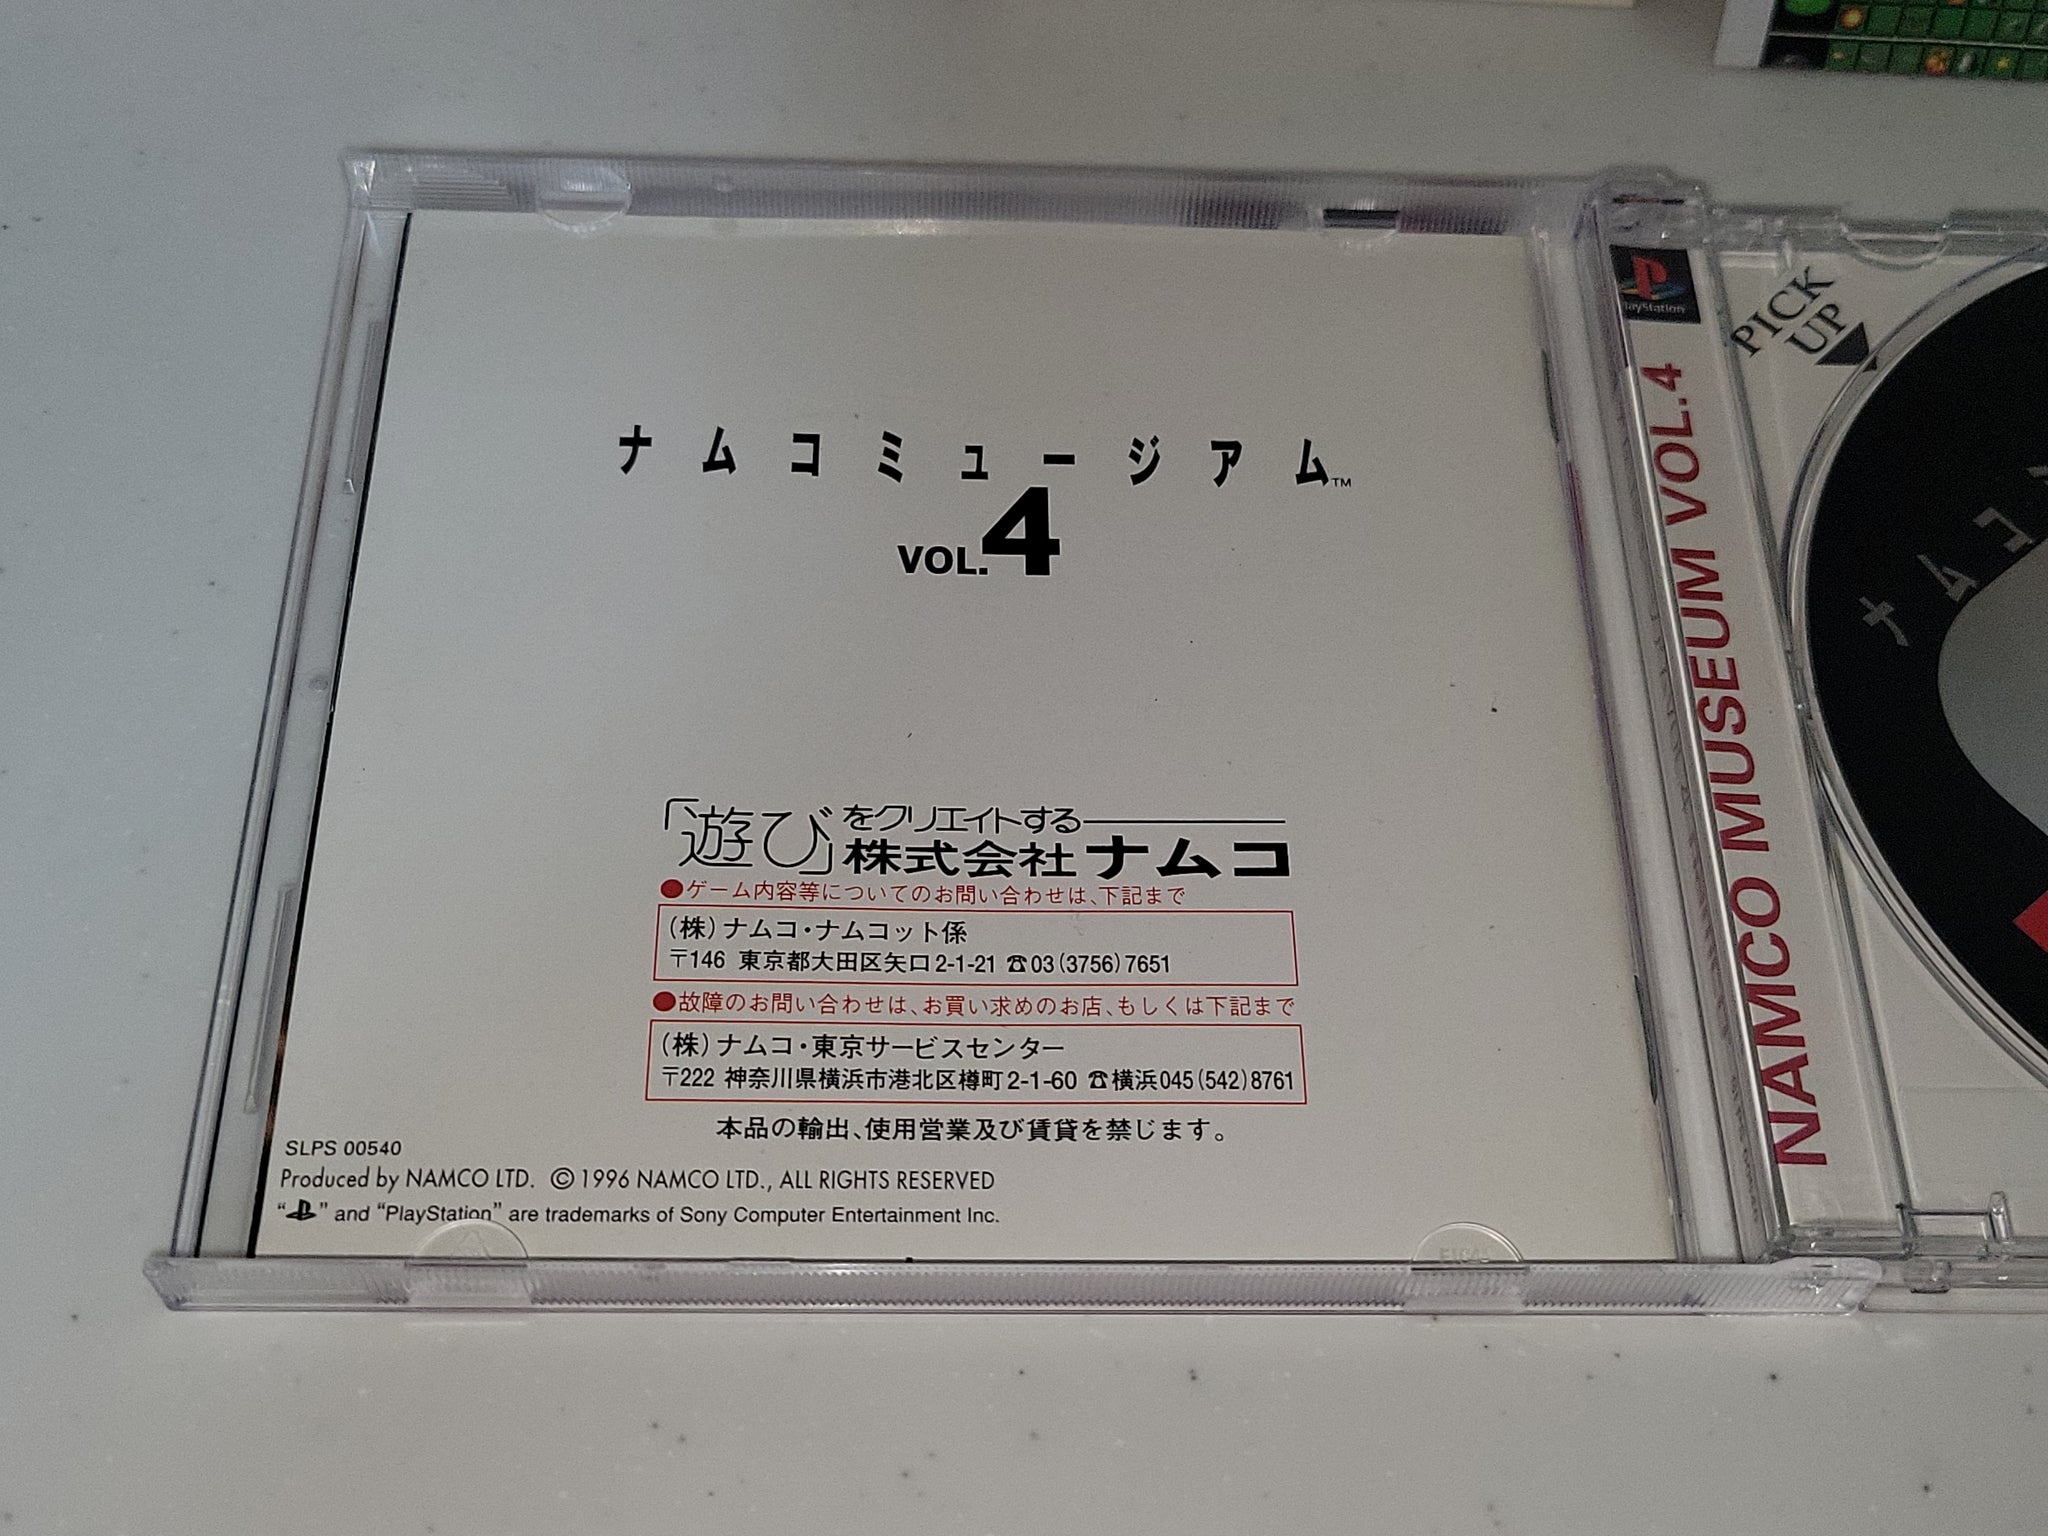 ナムコミュージアム™
VOL.4
「遊び」をクリエイトする
株式会社ナムコ
●ゲーム内容等についてのお問い合わせは、下記まで
(株)ナムコ・ナムコット係
〒146 東京都大田区矢口2-1-21 ☎03(3756)7651
●故障のお問い合わせは、お買い求めのお店、もしくは下記まで
(株)ナムコ・東京サービスセンター
〒222 神奈川県横浜市港北区樽町2-1-60 ☎横浜045(542)8761
本品の輸出、使用営業及び賃貸を禁じます。
SLPS 00540
Produced by NAMCO LTD. ©1996 NAMCO LTD., ALL RIGHTS RESERVED
“PS” and “PlayStation” are trademarks of Sony Computer Entertainment Inc.
PlayStation
NAMCO MUSEUM VOL.4
PICK
UP
ナムコ